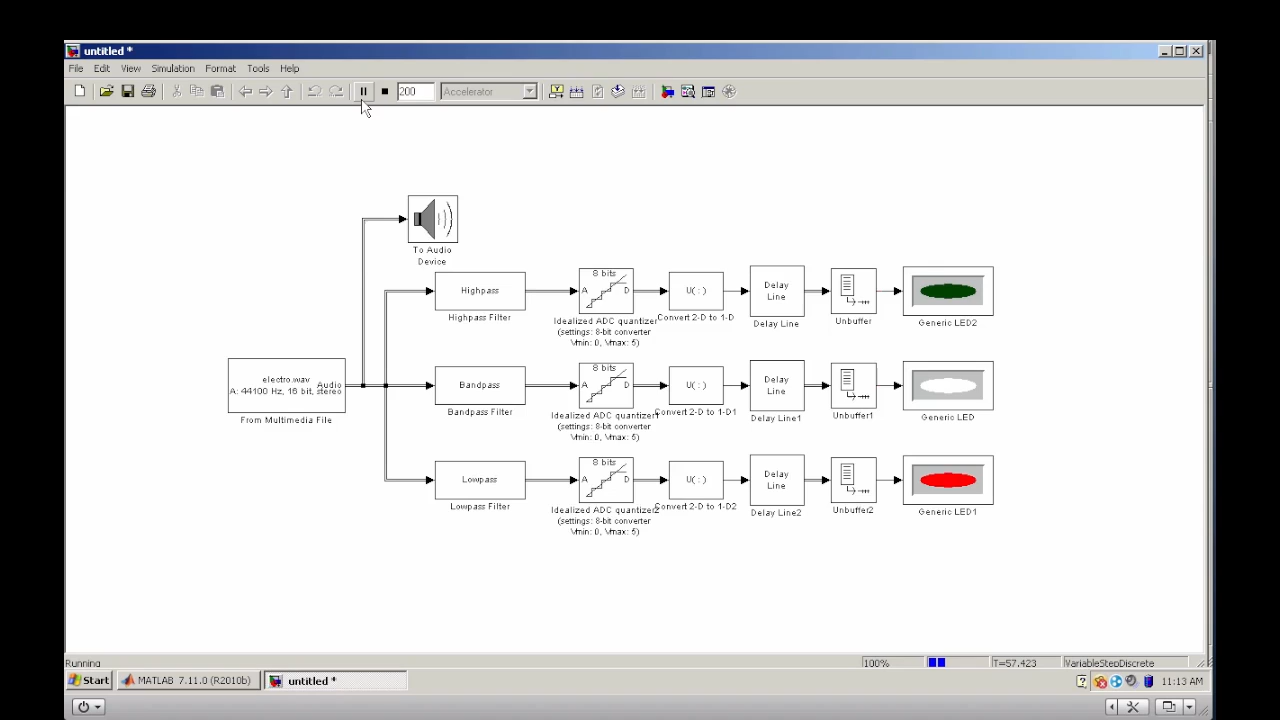 untitled *
File Edit View Simulation Format Tools Help
200 Accelerator
To Audio
Device
Highpass
Highpass Filter
8 bits
A D
Idealized ADC quantizer
(settings: 8-bit converter
Vmin: 0, Vmax: 5)
U( : )
Convert 2-D to 1-D
Delay
Line
Delay Line
Unbuffer
Generic LED2
electro.wav
A: 44100 Hz, 16 bit, stereo
Audio
From Multimedia File
Bandpass
Bandpass Filter
8 bits
A D
Idealized ADC quantizer1
(settings: 8-bit converter
Vmin: 0, Vmax: 5)
U( : )
Convert 2-D to 1-D1
Delay
Line
Delay Line1
Unbuffer1
Generic LED
Lowpass
Lowpass Filter
8 bits
A D
Idealized ADC quantizer2
(settings: 8-bit converter
Vmin: 0, Vmax: 5)
U( : )
Convert 2-D to 1-D2
Delay
Line
Delay Line2
Unbuffer2
Generic LED1
Running 100% T=57.423 VariableStepDiscrete
Start MATLAB 7.11.0 (R2010b) untitled * 11:13 AM